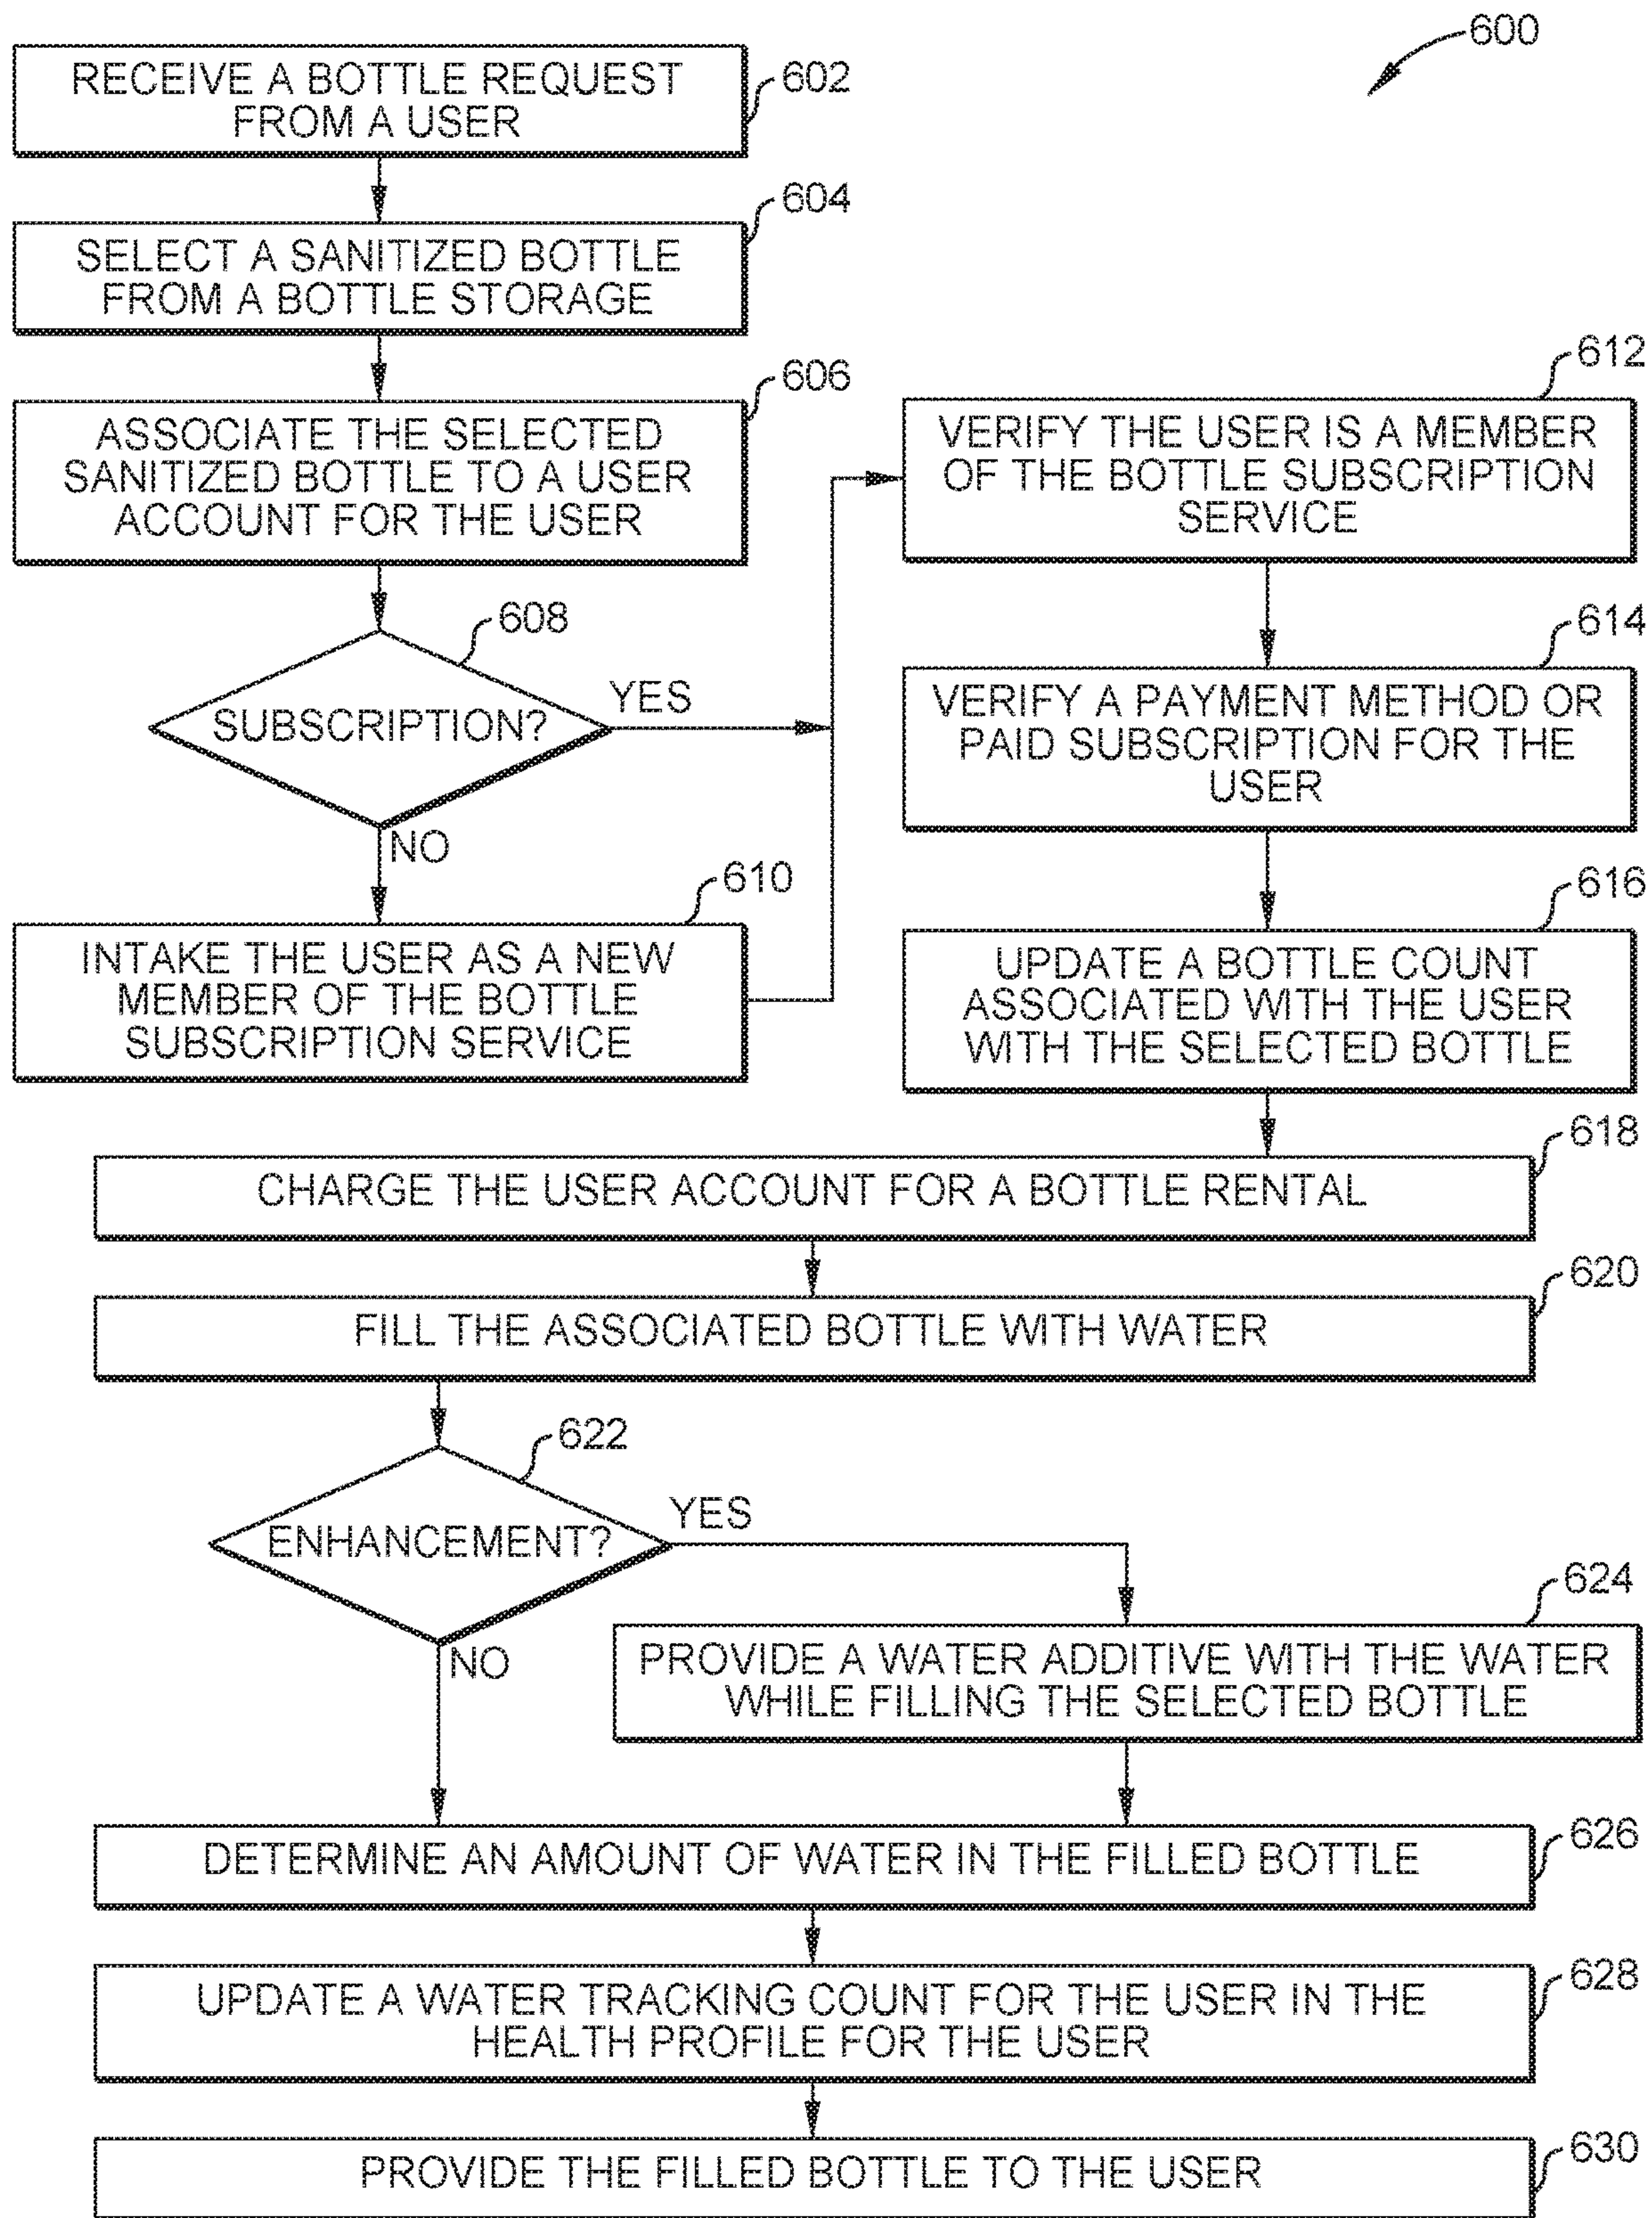 600
RECEIVE A BOTTLE REQUEST
FROM A USER
602
604
SELECT A SANITIZED BOTTLE
FROM A BOTTLE STORAGE
606
ASSOCIATE THE SELECTED
SANITIZED BOTTLE TO A USER
ACCOUNT FOR THE USER
608
SUBSCRIPTION?
YES
NO
610
INTAKE THE USER AS A NEW
MEMBER OF THE BOTTLE
SUBSCRIPTION SERVICE
612
VERIFY THE USER IS A MEMBER
OF THE BOTTLE SUBSCRIPTION
SERVICE
614
VERIFY A PAYMENT METHOD OR
PAID SUBSCRIPTION FOR THE
USER
616
UPDATE A BOTTLE COUNT
ASSOCIATED WITH THE USER
WITH THE SELECTED BOTTLE
618
CHARGE THE USER ACCOUNT FOR A BOTTLE RENTAL
620
FILL THE ASSOCIATED BOTTLE WITH WATER
622
ENHANCEMENT?
YES
NO
624
PROVIDE A WATER ADDITIVE WITH THE WATER
WHILE FILLING THE SELECTED BOTTLE
626
DETERMINE AN AMOUNT OF WATER IN THE FILLED BOTTLE
628
UPDATE A WATER TRACKING COUNT FOR THE USER IN THE
HEALTH PROFILE FOR THE USER
630
PROVIDE THE FILLED BOTTLE TO THE USER